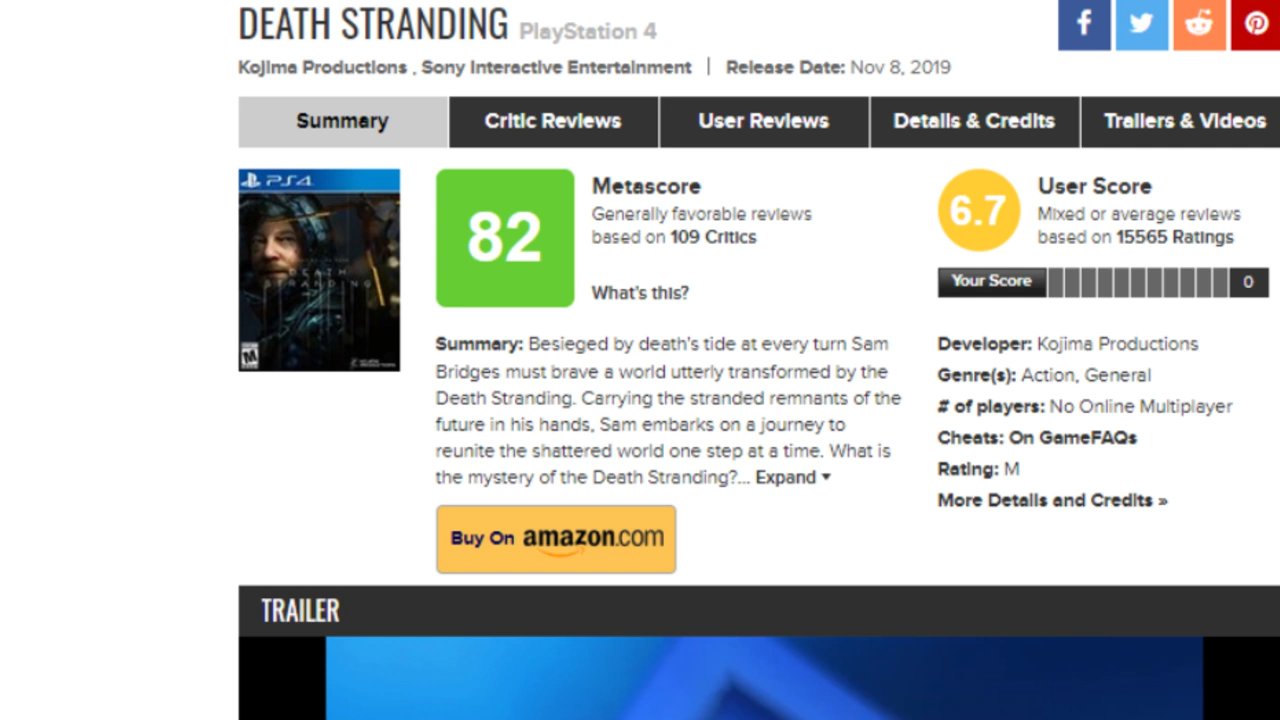 DEATH STRANDING PlayStation 4
Kojima Productions , Sony Interactive Entertainment | Release Date: Nov 8, 2019
Summary Critic Reviews User Reviews Details & Credits Trailers & Videos
PS4
DEATH
STRANDING
M
82
Metascore
Generally favorable reviews
based on 109 Critics
What's this?
6.7
User Score
Mixed or average reviews
based on 15565 Ratings
Your Score 0
Summary: Besieged by death's tide at every turn Sam
Bridges must brave a world utterly transformed by the
Death Stranding. Carrying the stranded remnants of the
future in his hands, Sam embarks on a journey to
reunite the shattered world one step at a time. What is
the mystery of the Death Stranding?... Expand ▼
Buy On amazon.com
Developer: Kojima Productions
Genre(s): Action, General
# of players: No Online Multiplayer
Cheats: On GameFAQs
Rating: M
More Details and Credits »
TRAILER